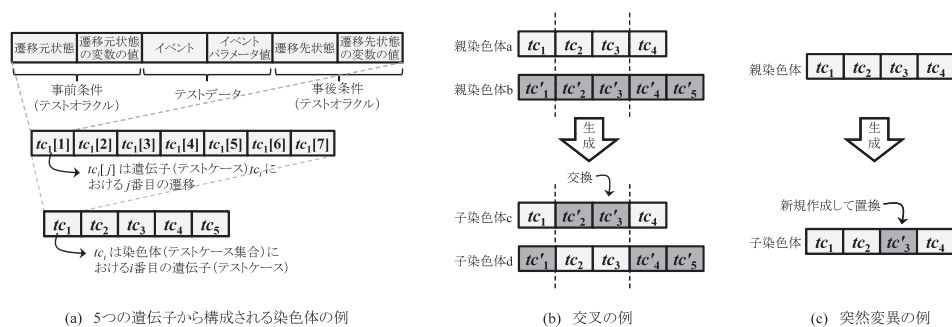 遷移元状態 遷移元状態の変数の値 イベント イベントパラメータ値 遷移先状態 遷移先状態の変数の値
事前条件
(テストオラクル)
テストデータ
事後条件
(テストオラクル)
tc₁[1] tc₁[2] tc₁[3] tc₁[4] tc₁[5] tc₁[6] tc₁[7]
tcᵢ[j] は遺伝子(テストケース) tcᵢ に
おける j 番目の遷移
tc₁ tc₂ tc₃ tc₄ tc₅
tcᵢ は染色体(テストケース集合)に
おけるi番目の遺伝子(テストケース)
(a) 5つの遺伝子から構成される染色体の例
親染色体a tc₁ tc₂ tc₃ tc₄
親染色体b tc'₁ tc'₂ tc'₃ tc'₄ tc'₅
生成
交換
子染色体c tc₁ tc'₂ tc'₃ tc₄
子染色体d tc'₁ tc₂ tc₃ tc'₄ tc'₅
(b) 交叉の例
親染色体 tc₁ tc₂ tc₃ tc₄
生成
新規作成して置換
子染色体 tc₁ tc₂ tc'₃ tc₄
(c) 突然変異の例